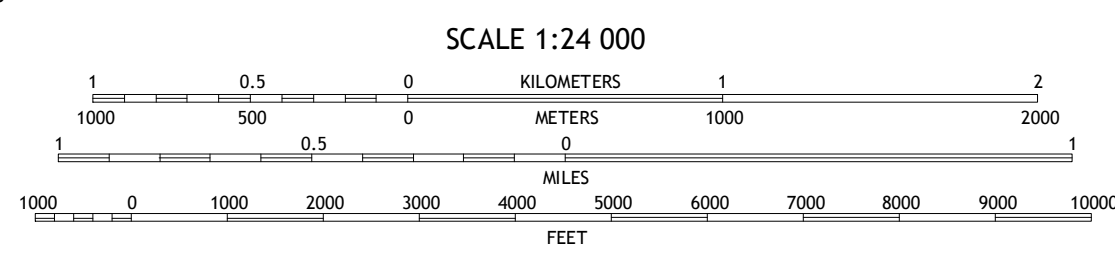 SCALE 1:24 000
1 0.5 0 KILOMETERS 1 2
1000 500 0 METERS 1000 2000
1 0.5 0 1
MILES
1000 0 1000 2000 3000 4000 5000 6000 7000 8000 9000 10000
FEET